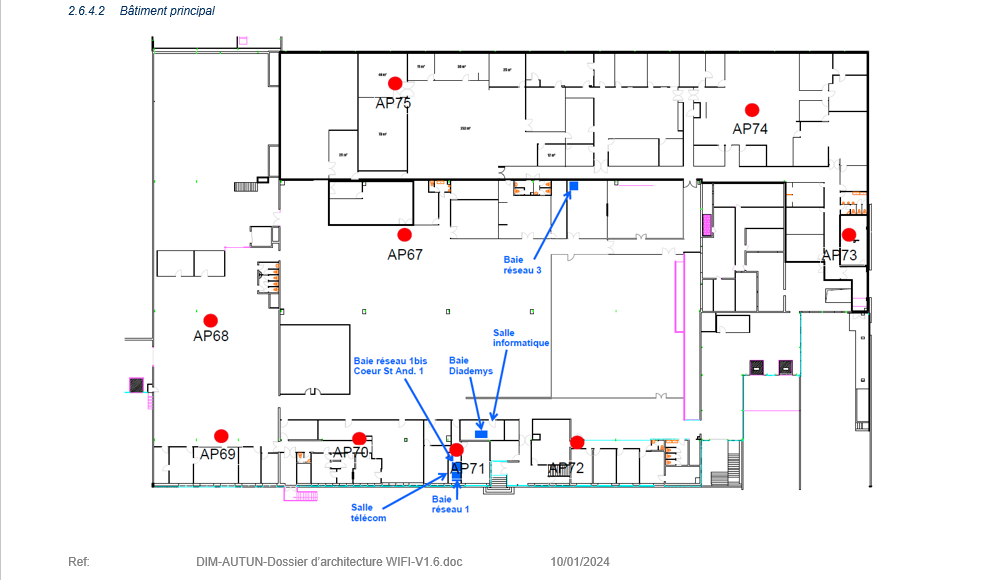 2.6.4.2 Bâtiment principal
AP75
AP74
AP67
AP73
Baie
réseau 3
AP68
Salle
informatique
Baie réseau 1bis
Coeur St And. 1
Baie
Diademys
AP69
AP70
AP71
AP72
Salle
télécom
Baie
réseau 1
Ref: DIM-AUTUN-Dossier d'architecture WIFI-V1.6.doc 10/01/2024